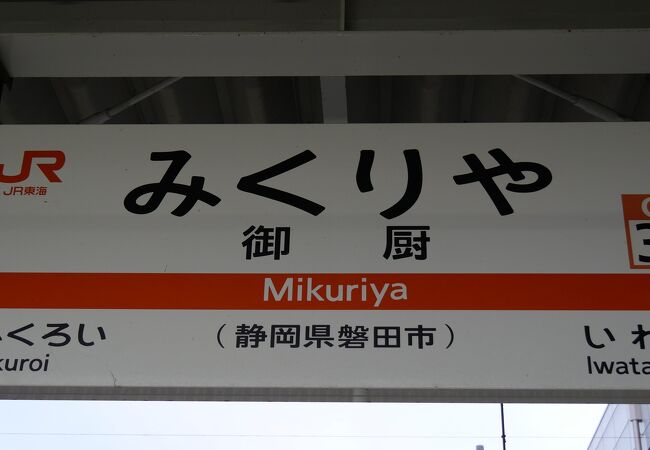 JR
JR東海
みくりや
御厨
Mikuriya
くろい
kuroi
(静岡県磐田市)
いわ
Iwata
3